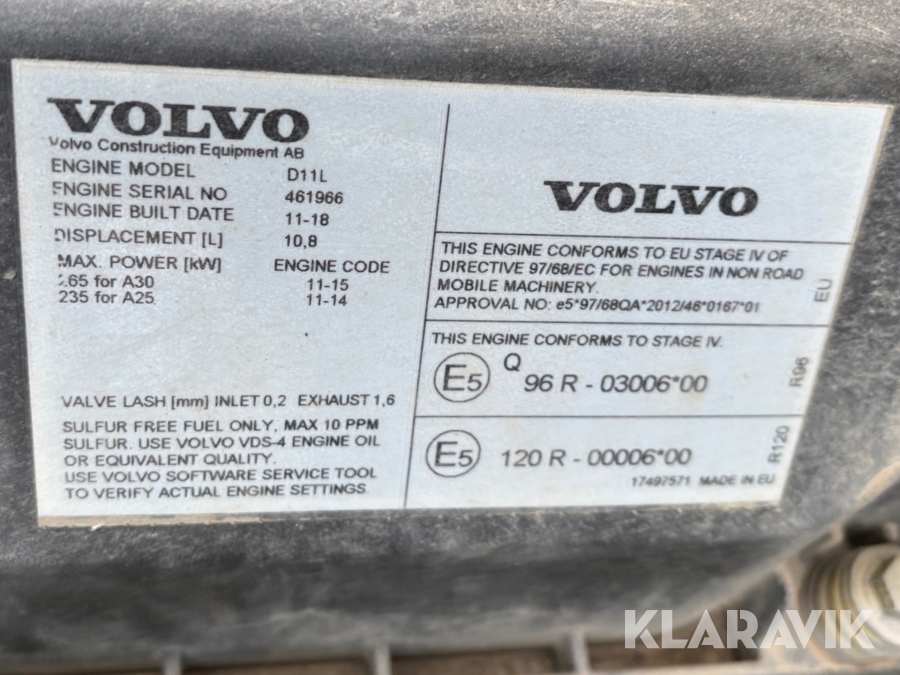 VOLVO
Volvo Construction Equipment AB
ENGINE MODEL D11L
ENGINE SERIAL NO 461966
ENGINE BUILT DATE 11-18
DISPLACEMENT [L] 10,8
MAX. POWER [kW] ENGINE CODE
265 for A30 11-15
235 for A25 11-14
VALVE LASH [mm] INLET 0,2 EXHAUST 1,6
SULFUR FREE FUEL ONLY, MAX 10 PPM
SULFUR. USE VOLVO VDS-4 ENGINE OIL
OR EQUIVALENT QUALITY.
USE VOLVO SOFTWARE SERVICE TOOL
TO VERIFY ACTUAL ENGINE SETTINGS.
VOLVO
THIS ENGINE CONFORMS TO EU STAGE IV OF
DIRECTIVE 97/68/EC FOR ENGINES IN NON ROAD
MOBILE MACHINERY.
APPROVAL NO: e5*97/68QA*2012/46*0167*01
EU
THIS ENGINE CONFORMS TO STAGE IV.
E5 Q 96 R - 03006*00
R96
E5 120 R - 00006*00
R120
17497571 MADE IN EU
KLARAVIK